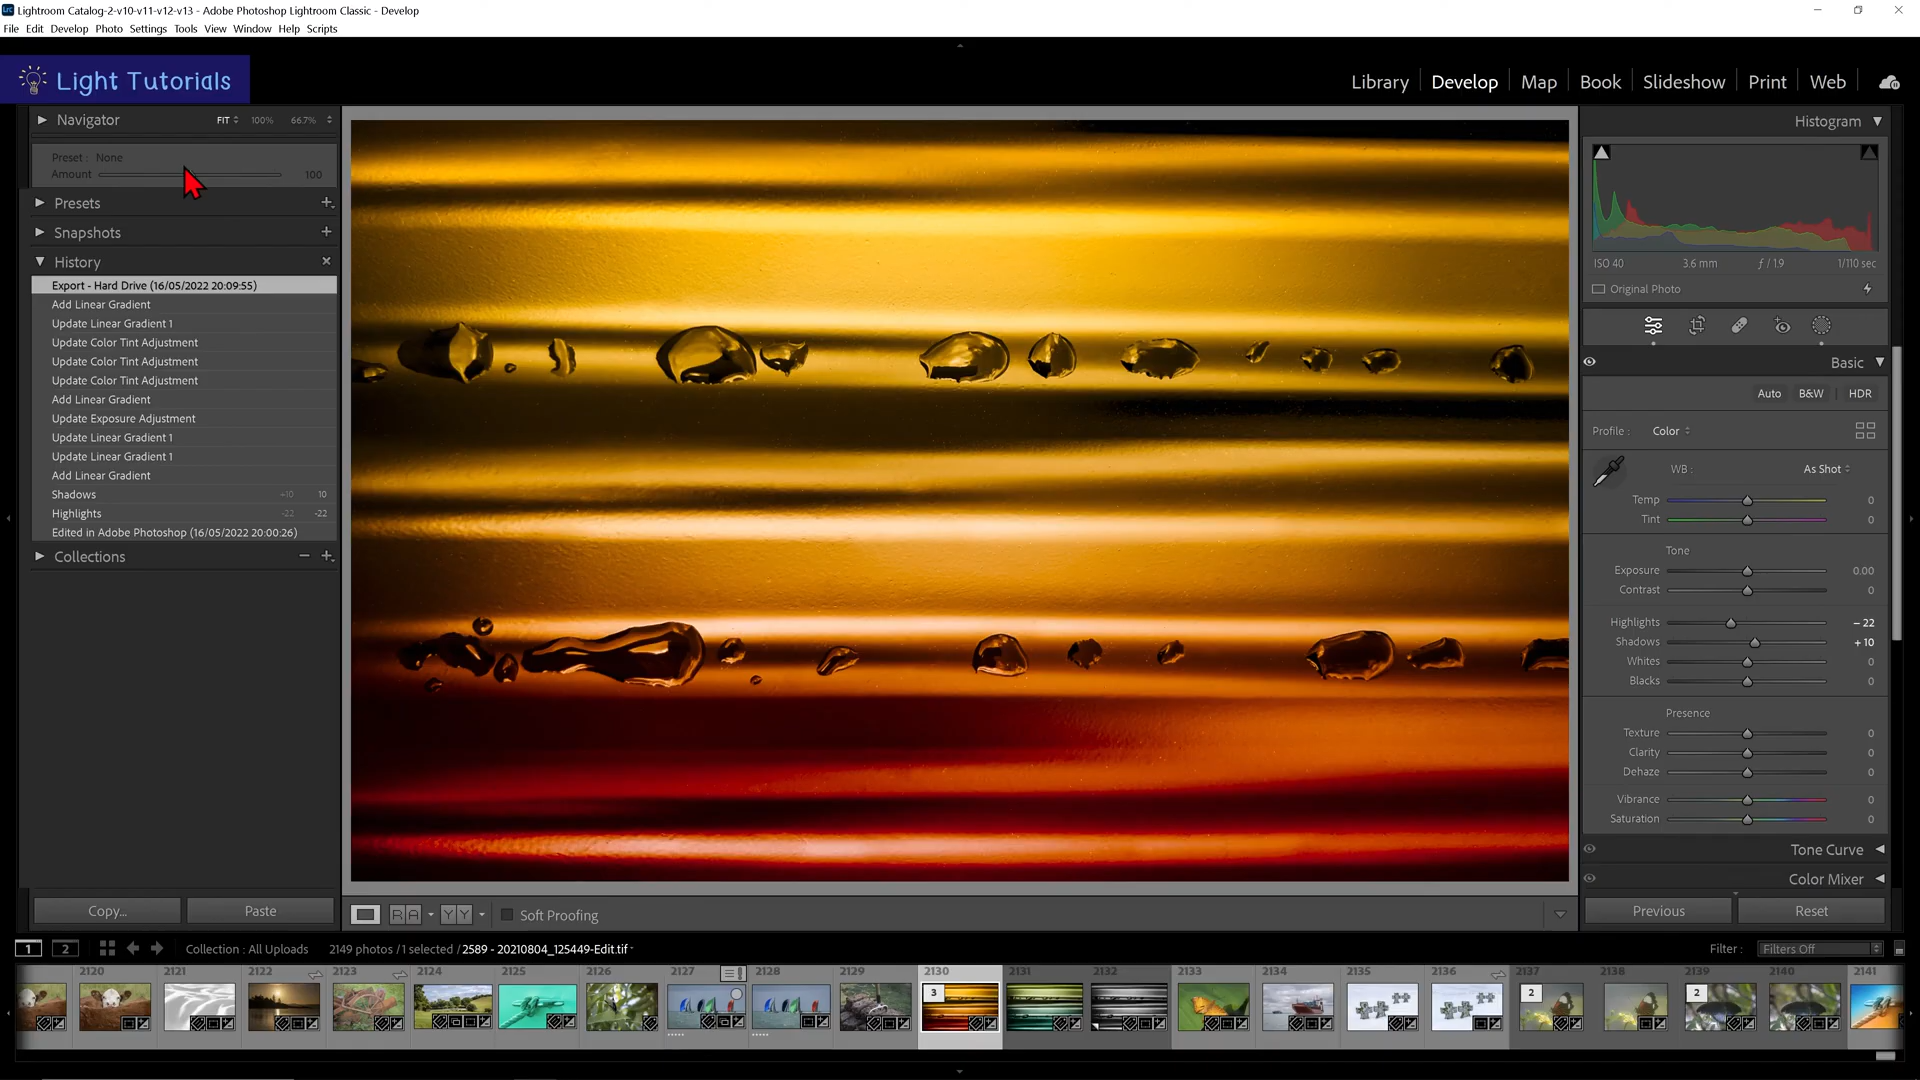 Lightroom Catalog-2-v10-v11-v12-v13 - Adobe Photoshop Lightroom Classic - Develop
File Edit Develop Photo Settings Tools View Window Help Scripts
Light Tutorials
Library Develop Map Book Slideshow Print Web
Navigator FIT 100% 66.7%
Preset : None
Amount 100
Presets
Snapshots
History
Export - Hard Drive (16/05/2022 20:09:55)
Add Linear Gradient
Update Linear Gradient 1
Update Color Tint Adjustment
Update Color Tint Adjustment
Update Color Tint Adjustment
Add Linear Gradient
Update Exposure Adjustment
Update Linear Gradient 1
Update Linear Gradient 1
Add Linear Gradient
Shadows +10 10
Highlights -22 -22
Edited in Adobe Photoshop (16/05/2022 20:00:26)
Collections
Copy... Paste
Histogram
ISO 40 3.6 mm ƒ / 1.9 1/110 sec
Original Photo
Basic
Auto B&W HDR
Profile : Color
WB : As Shot
Temp 0
Tint 0
Tone
Exposure 0.00
Contrast 0
Highlights – 22
Shadows + 10
Whites 0
Blacks 0
Presence
Texture 0
Clarity 0
Dehaze 0
Vibrance 0
Saturation 0
Tone Curve
Color Mixer
Previous Reset
R A Y Y Soft Proofing
1 2 Collection : All Uploads 2149 photos / 1 selected / 2589 - 20210804_125449-Edit.tif Filter : Filters Off
2120 2121 2122 2123 2124 2125 2126 2127 2128 2129 2130 2131 2132 2133 2134 2135 2136 2137 2138 2139 2140 2141
3 2 2